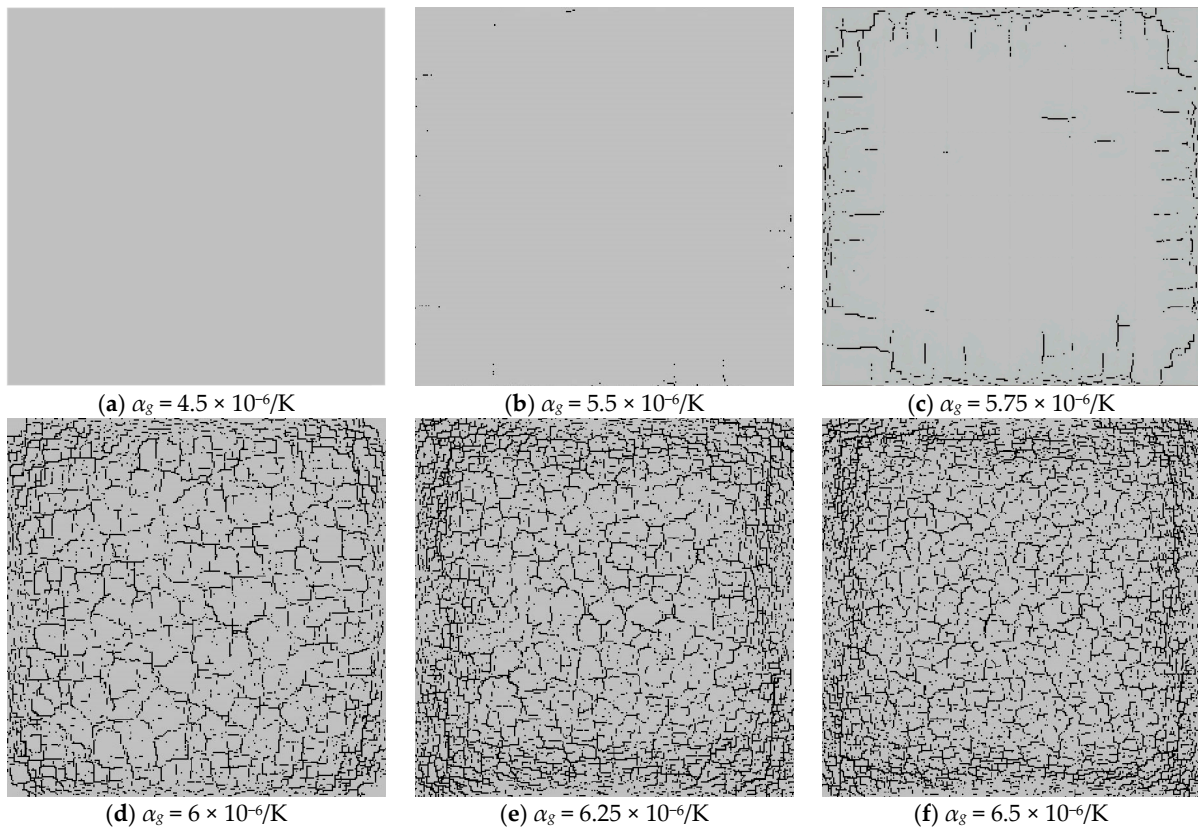 (a) αg = 4.5 × 10⁻⁶/K
(b) αg = 5.5 × 10⁻⁶/K
(c) αg = 5.75 × 10⁻⁶/K
(d) αg = 6 × 10⁻⁶/K
(e) αg = 6.25 × 10⁻⁶/K
(f) αg = 6.5 × 10⁻⁶/K